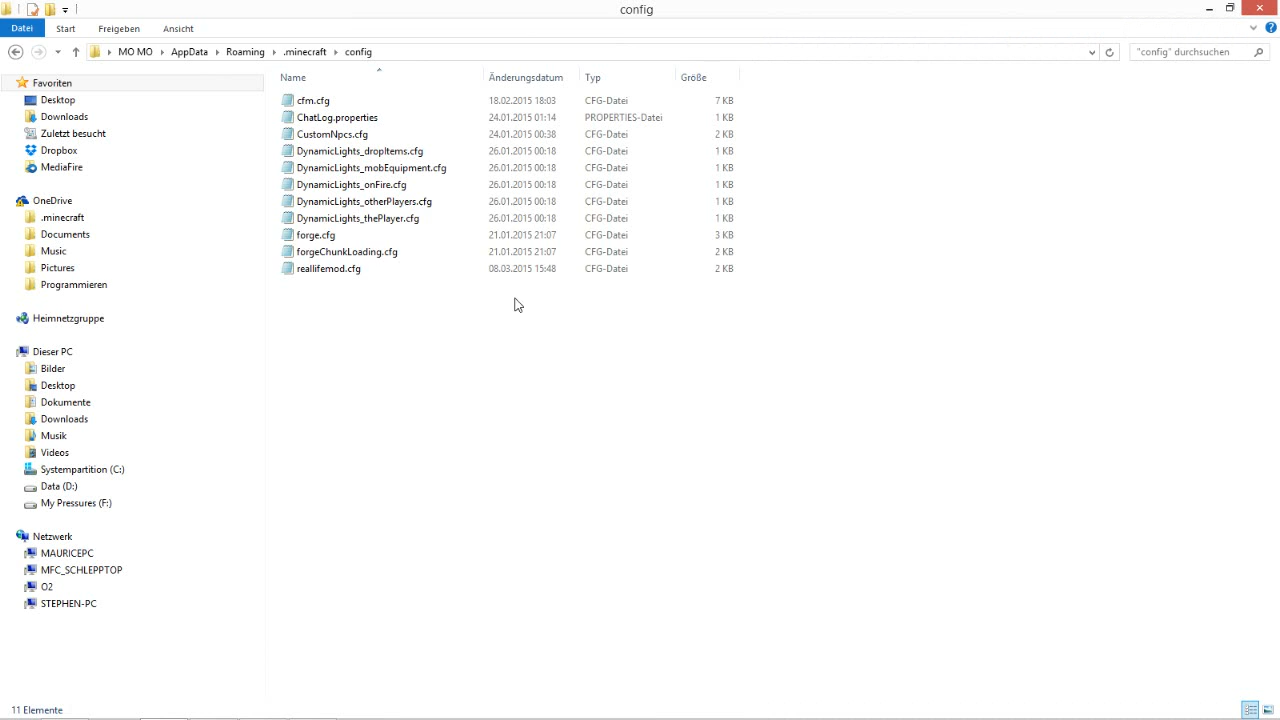 config
Datei Start Freigeben Ansicht
MO MO AppData Roaming .minecraft config "config" durchsuchen
Name Änderungsdatum Typ Größe
Favoriten
Desktop
Downloads
Zuletzt besucht
Dropbox
MediaFire
OneDrive
.minecraft
Documents
Music
Pictures
Programmieren
Heimnetzgruppe
Dieser PC
Bilder
Desktop
Dokumente
Downloads
Musik
Videos
Systempartition (C:)
Data (D:)
My Pressures (F:)
Netzwerk
MAURICEPC
MFC_SCHLEPPTOP
O2
STEPHEN-PC
cfm.cfg 18.02.2015 18:03 CFG-Datei 7 KB
ChatLog.properties 24.01.2015 01:14 PROPERTIES-Datei 1 KB
CustomNpcs.cfg 24.01.2015 00:38 CFG-Datei 2 KB
DynamicLights_dropItems.cfg 26.01.2015 00:18 CFG-Datei 1 KB
DynamicLights_mobEquipment.cfg 26.01.2015 00:18 CFG-Datei 1 KB
DynamicLights_onFire.cfg 26.01.2015 00:18 CFG-Datei 1 KB
DynamicLights_otherPlayers.cfg 26.01.2015 00:18 CFG-Datei 1 KB
DynamicLights_thePlayer.cfg 26.01.2015 00:18 CFG-Datei 1 KB
forge.cfg 21.01.2015 21:07 CFG-Datei 3 KB
forgeChunkLoading.cfg 21.01.2015 21:07 CFG-Datei 2 KB
reallifemod.cfg 08.03.2015 15:48 CFG-Datei 2 KB
11 Elemente